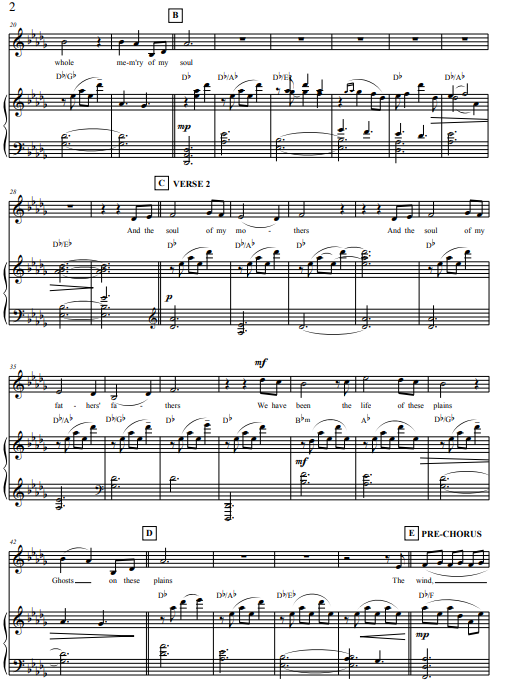 2
B
20
whole me-m'ry of my soul
D♭/G♭ D♭ D♭/A♭ D♭/E♭ D♭ D♭/A♭
mp
C VERSE 2
28
And the soul of my mo - thers And the soul of my
D♭/E♭ D♭ D♭/A♭ D♭ D♭
p
mf
fat - hers' fa - thers We have been the life of these plains
D♭/A♭ D♭/G♭ D♭ D♭ B♭m A♭ D♭/G♭
mf
D E PRE-CHORUS
42
Ghosts on these plains The wind,
D♭ D♭/A♭ D♭/G♭ D♭/F
mp